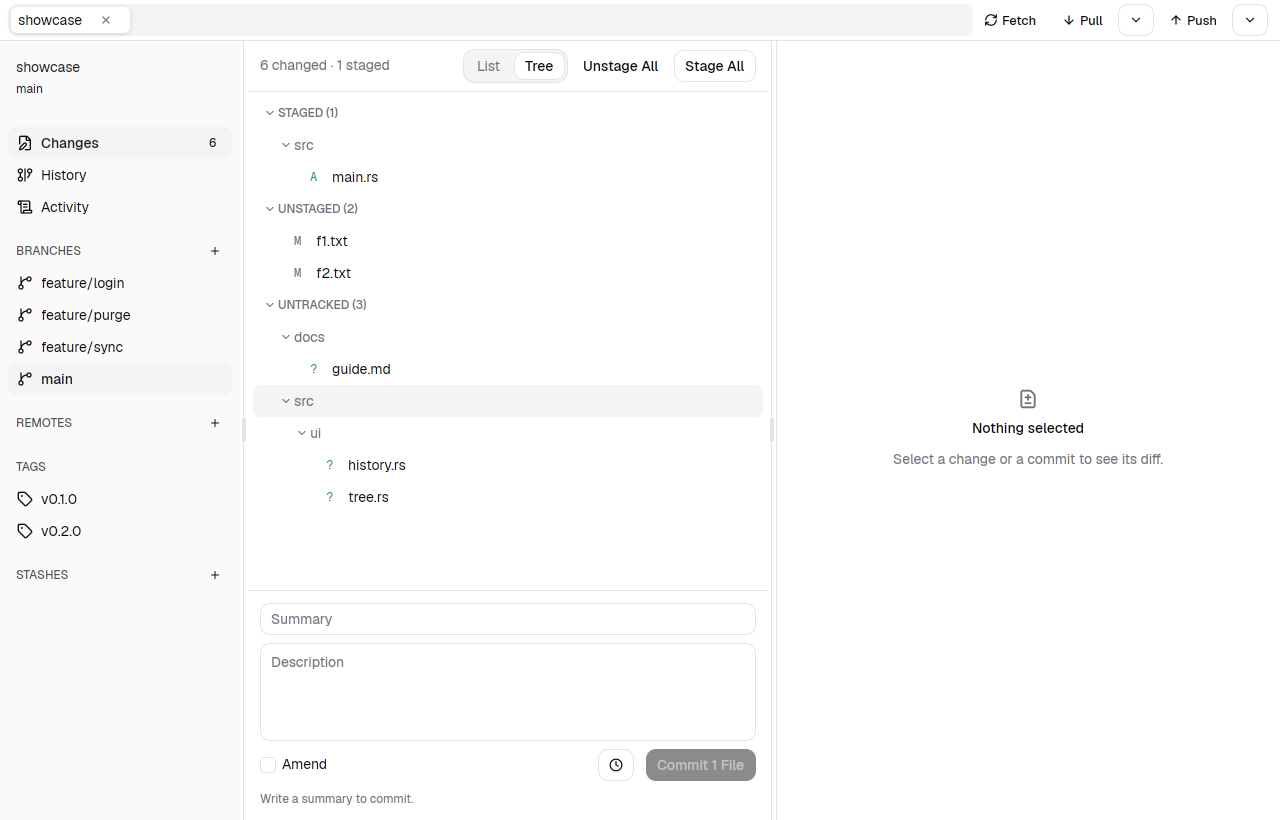 showcase
Fetch
Pull
Push
showcase
main
Changes 6
History
Activity
BRANCHES
feature/login
feature/purge
feature/sync
main
REMOTES
TAGS
v0.1.0
v0.2.0
STASHES
6 changed · 1 staged
List
Tree
Unstage All
Stage All
STAGED (1)
src
A main.rs
UNSTAGED (2)
M f1.txt
M f2.txt
UNTRACKED (3)
docs
? guide.md
src
ui
? history.rs
? tree.rs
Summary
Description
Amend
Commit 1 File
Write a summary to commit.
Nothing selected
Select a change or a commit to see its diff.